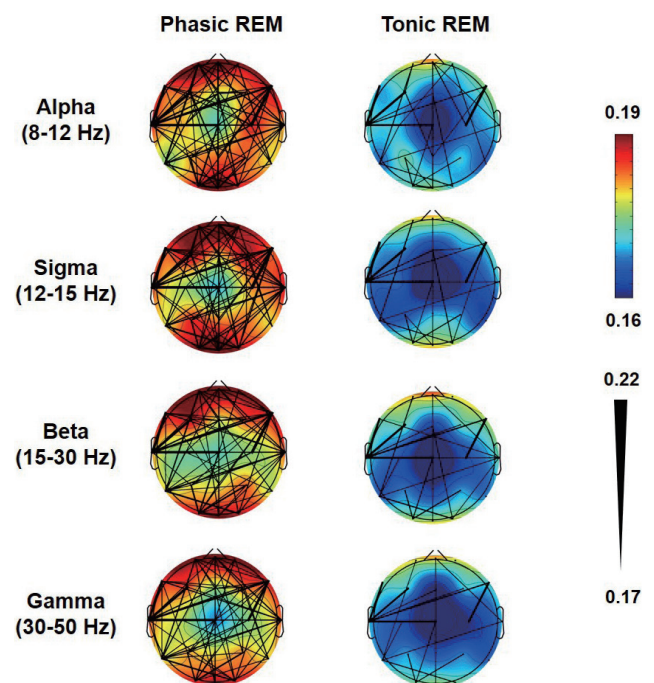 Phasic REM Tonic REM
Alpha
(8-12 Hz)
0.19
Sigma
(12-15 Hz)
0.16
0.22
Beta
(15-30 Hz)
0.17
Gamma
(30-50 Hz)